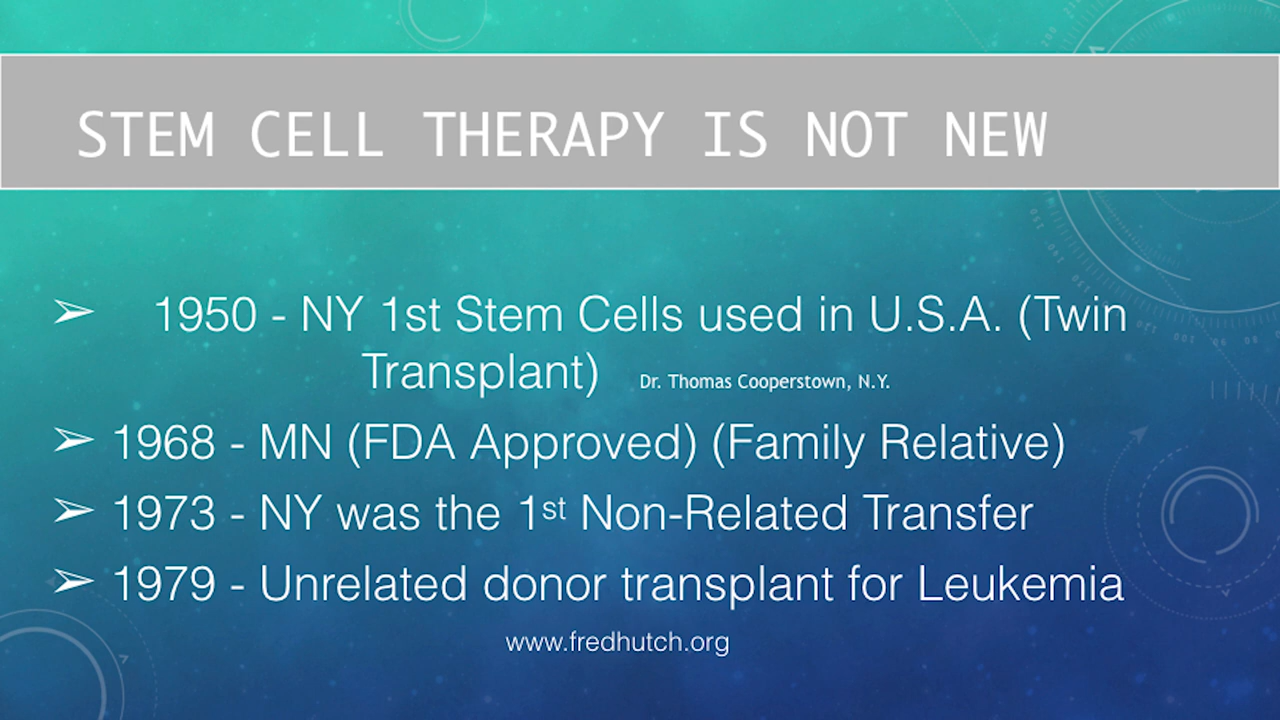 STEM CELL THERAPY IS NOT NEW
➢ 1950 - NY 1st Stem Cells used in U.S.A. (Twin
Transplant) Dr. Thomas Cooperstown, N.Y.
➢ 1968 - MN (FDA Approved) (Family Relative)
➢ 1973 - NY was the 1st Non-Related Transfer
➢ 1979 - Unrelated donor transplant for Leukemia
www.fredhutch.org